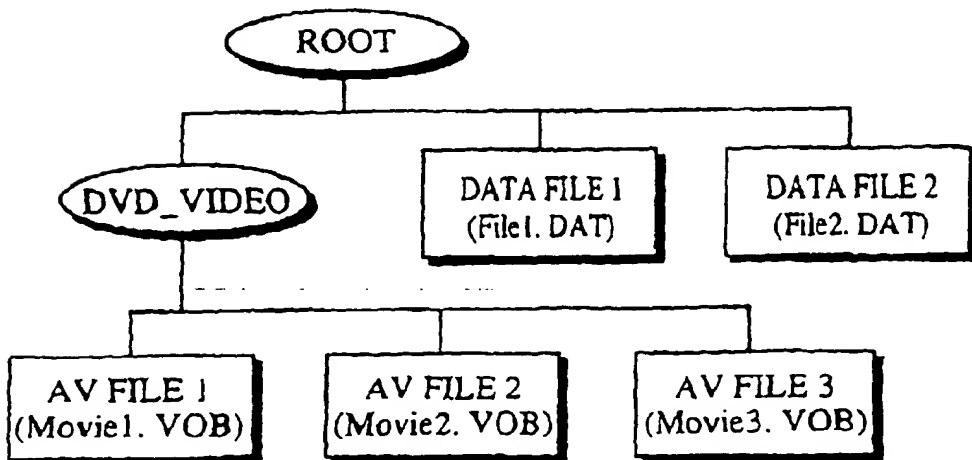 ROOT
DVD_VIDEO
DATA FILE 1
(File1. DAT)
DATA FILE 2
(File2. DAT)
AV FILE 1
(Movie1. VOB)
AV FILE 2
(Movie2. VOB)
AV FILE 3
(Movie3. VOB)